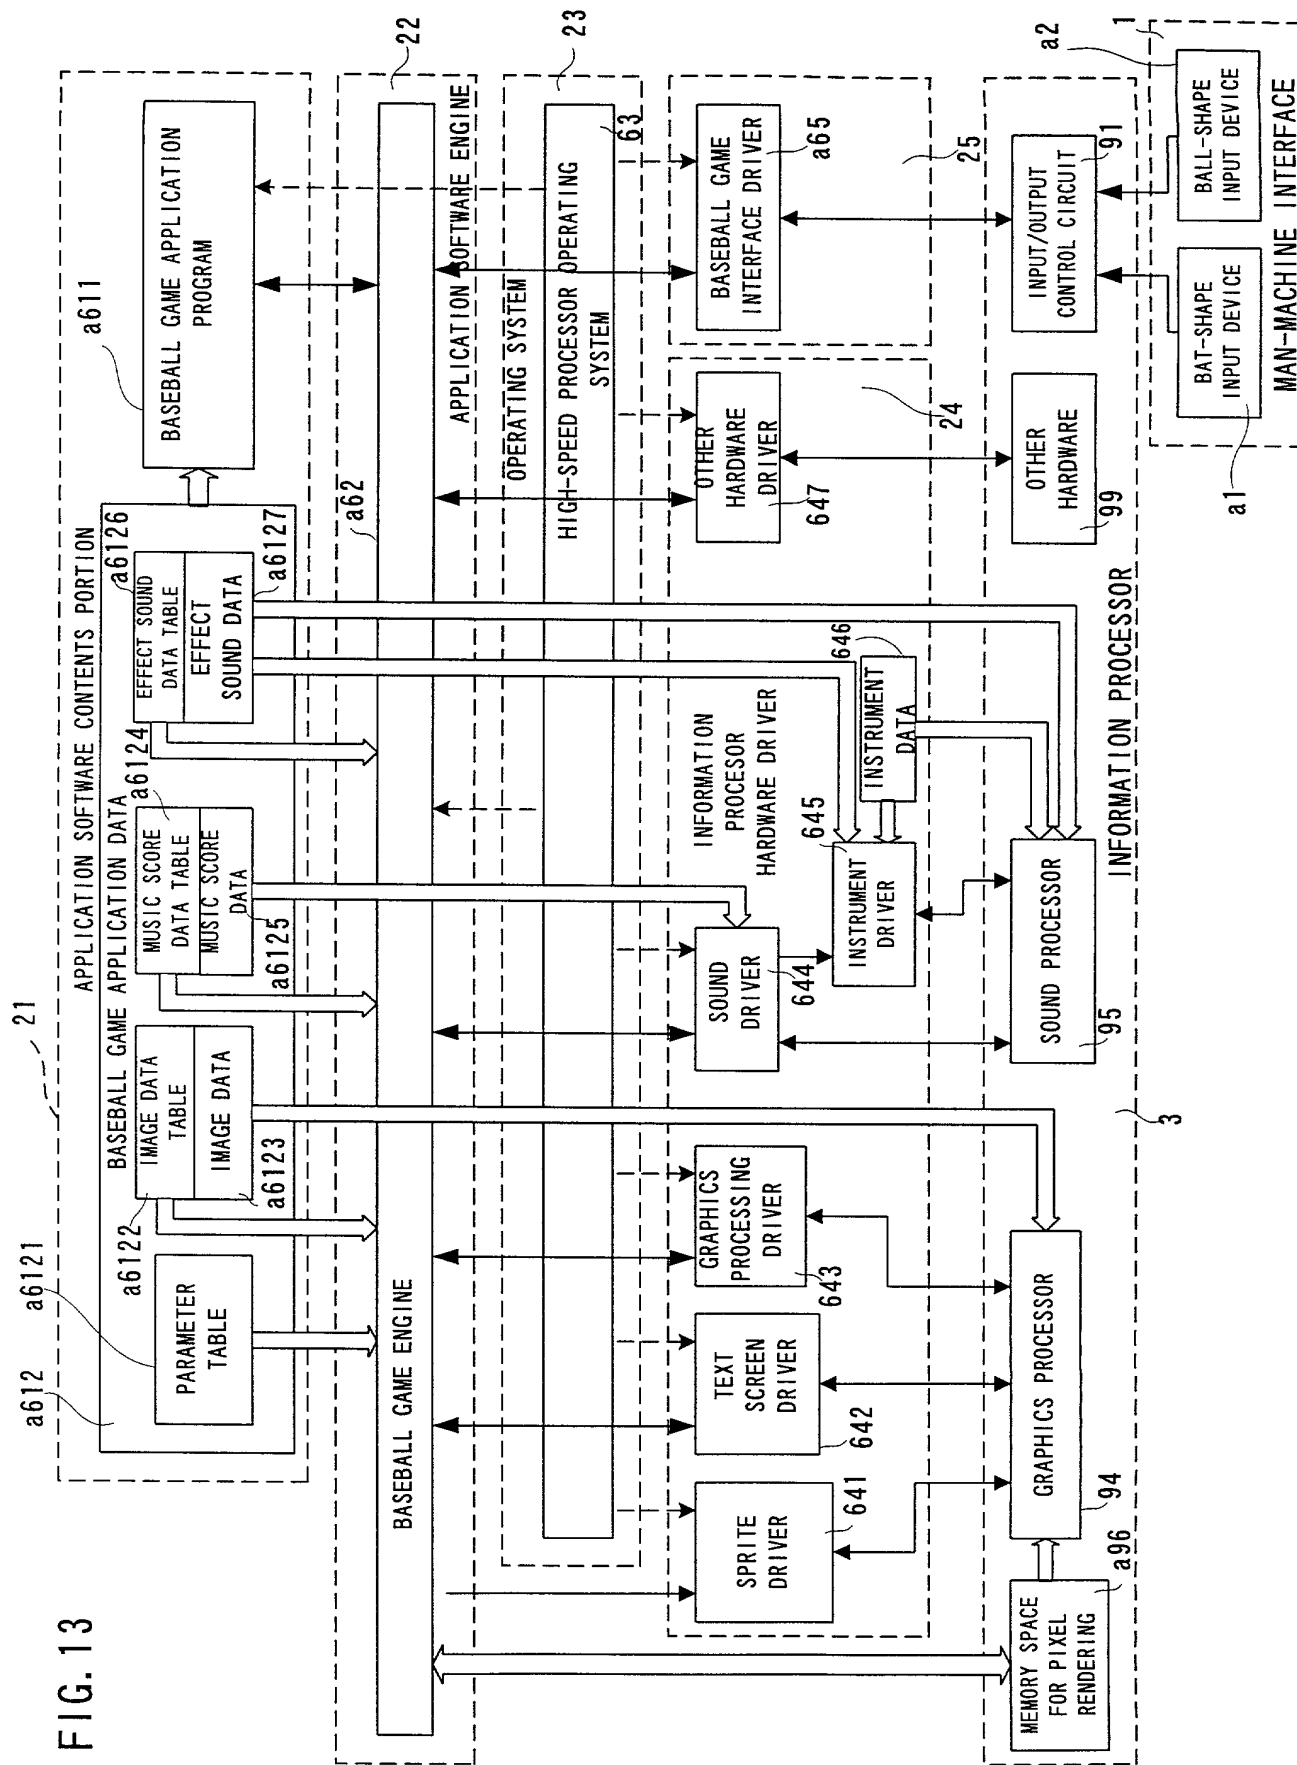 FIG.13
21
APPLICATION SOFTWARE CONTENTS PORTION
a612
BASEBALL GAME APPLICATION DATA
a6121
PARAMETER
TABLE
a6122
IMAGE DATA
TABLE
IMAGE DATA
a6123
a6124
MUSIC SCORE
DATA TABLE
MUSIC SCORE
DATA
a6125
a6126
EFFECT SOUND
DATA TABLE
EFFECT
SOUND DATA
a6127
a611
BASEBALL GAME APPLICATION
PROGRAM
22
a62
BASEBALL GAME ENGINE
APPLICATION SOFTWARE ENGINE
23
OPERATING SYSTEM
HIGH-SPEED PROCESSOR OPERATING
SYSTEM
63
SPRITE
DRIVER
641
TEXT
SCREEN
DRIVER
642
GRAPHICS
PROCESSING
DRIVER
643
SOUND
DRIVER
644
INFORMATION
PROCESOR
HARDWARE DRIVER
645
INSTRUMENT
DRIVER
646
INSTRUMENT
DATA
OTHER
HARDWARE
DRIVER
647
24
BASEBALL GAME
INTERFACE DRIVER
a65
25
MEMORY SPACE
FOR PIXEL
RENDERING
a96
GRAPHICS PROCESSOR
94
3
SOUND PROCESSOR
95
INFORMATION PROCESSOR
OTHER
HARDWARE
99
INPUT/OUTPUT
CONTROL CIRCUIT
91
a1
BAT-SHAPE
INPUT DEVICE
a2
BALL-SHAPE
INPUT DEVICE
1
MAN-MACHINE INTERFACE